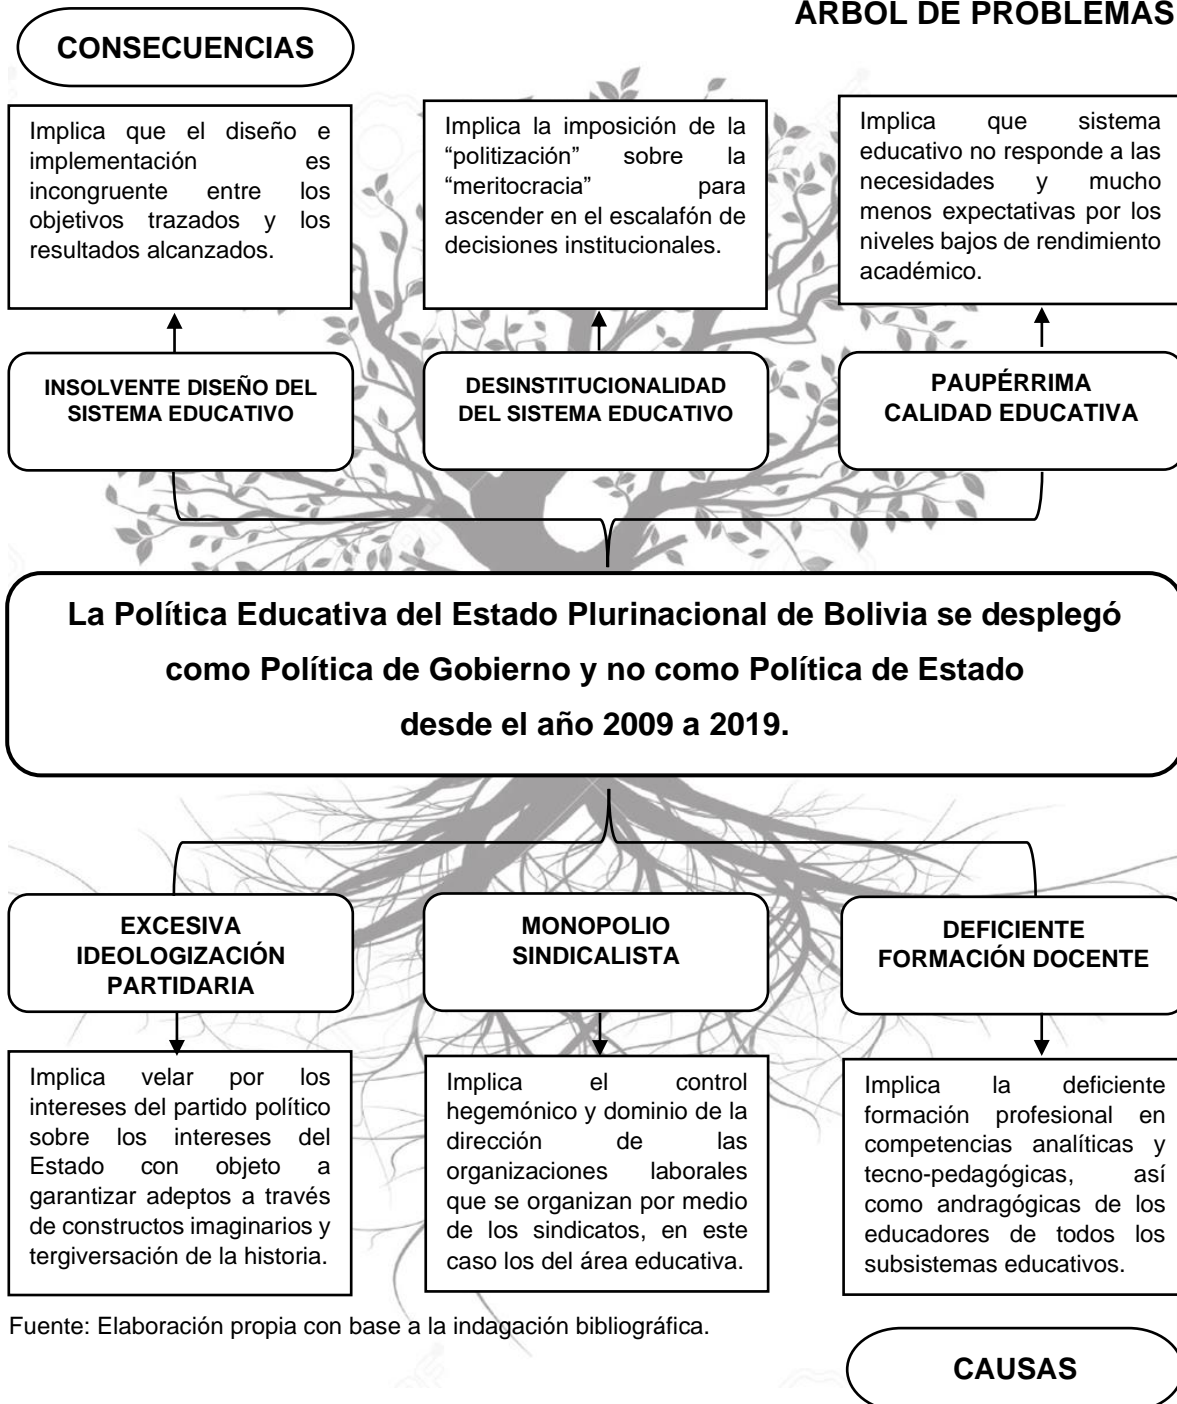 ÁRBOL DE PROBLEMAS
CONSECUENCIAS
Implica que el diseño e
implementación es
incongruente entre los
objetivos trazados y los
resultados alcanzados.
Implica la imposición de la
“politización” sobre la
“meritocracia” para
ascender en el escalafón de
decisiones institucionales.
Implica que sistema
educativo no responde a las
necesidades y mucho
menos expectativas por los
niveles bajos de rendimiento
académico.
INSOLVENTE DISEÑO DEL
SISTEMA EDUCATIVO
DESINSTITUCIONALIDAD
DEL SISTEMA EDUCATIVO
PAUPÉRRIMA
CALIDAD EDUCATIVA
La Política Educativa del Estado Plurinacional de Bolivia se desplegó
como Política de Gobierno y no como Política de Estado
desde el año 2009 a 2019.
EXCESIVA
IDEOLOGIZACIÓN
PARTIDARIA
MONOPOLIO
SINDICALISTA
DEFICIENTE
FORMACIÓN DOCENTE
Implica velar por los
intereses del partido político
sobre los intereses del
Estado con objeto a
garantizar adeptos a través
de constructos imaginarios y
tergiversación de la historia.
Implica el control
hegemónico y dominio de la
dirección de las
organizaciones laborales
que se organizan por medio
de los sindicatos, en este
caso los del área educativa.
Implica la deficiente
formación profesional en
competencias analíticas y
tecno-pedagógicas, así
como andragógicas de los
educadores de todos los
subsistemas educativos.
Fuente: Elaboración propia con base a la indagación bibliográfica.
CAUSAS